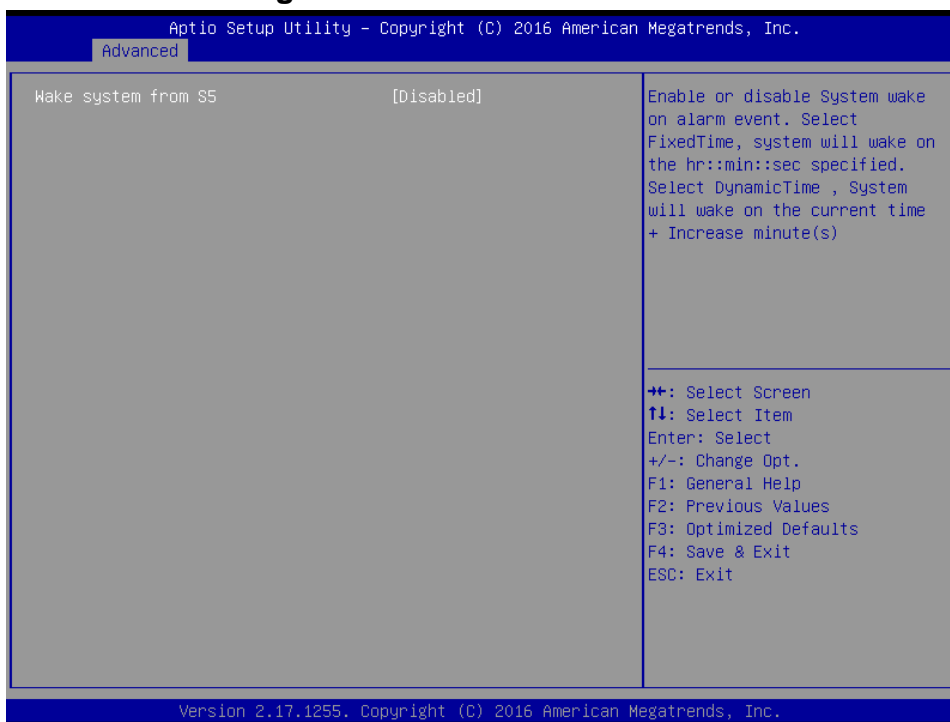 Aptio Setup Utility – Copyright (C) 2016 American Megatrends, Inc.
Advanced
Wake system from S5 [Disabled]
Enable or disable System wake
on alarm event. Select
FixedTime, system will wake on
the hr::min::sec specified.
Select DynamicTime , System
will wake on the current time
+ Increase minute(s)
→←: Select Screen
↑↓: Select Item
Enter: Select
+/-: Change Opt.
F1: General Help
F2: Previous Values
F3: Optimized Defaults
F4: Save & Exit
ESC: Exit
Version 2.17.1255. Copyright (C) 2016 American Megatrends, Inc.